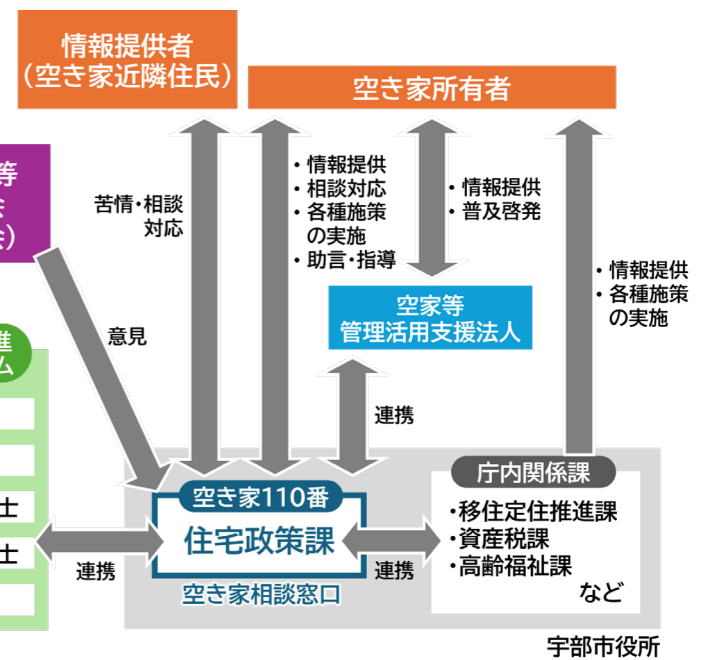 情報提供者
（空き家近隣住民）
空き家所有者
等
会）
苦情・相談
対応
・情報提供
・相談対応
・各種施策
の実施
・助言・指導
・情報提供
・普及啓発
・情報提供
・各種施策
の実施
空家等
管理活用支援法人
意見
進
ム
連携
士
士
連携
空き家110番
住宅政策課
空き家相談窓口
連携
庁内関係課
・移住定住推進課
・資産税課
・高齢福祉課
など
宇部市役所